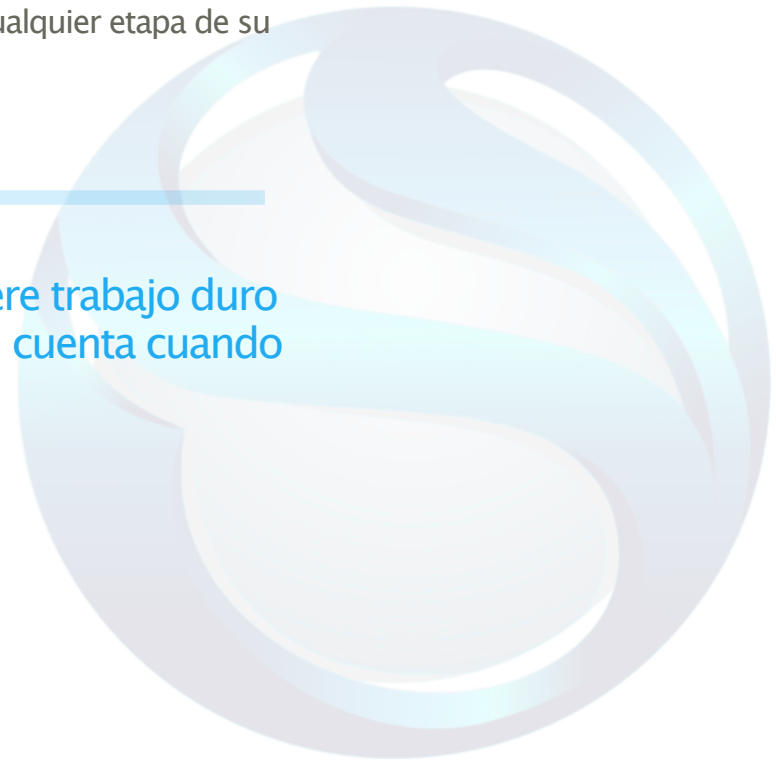 ualquier etapa de su
ere trabajo duro
cuenta cuando